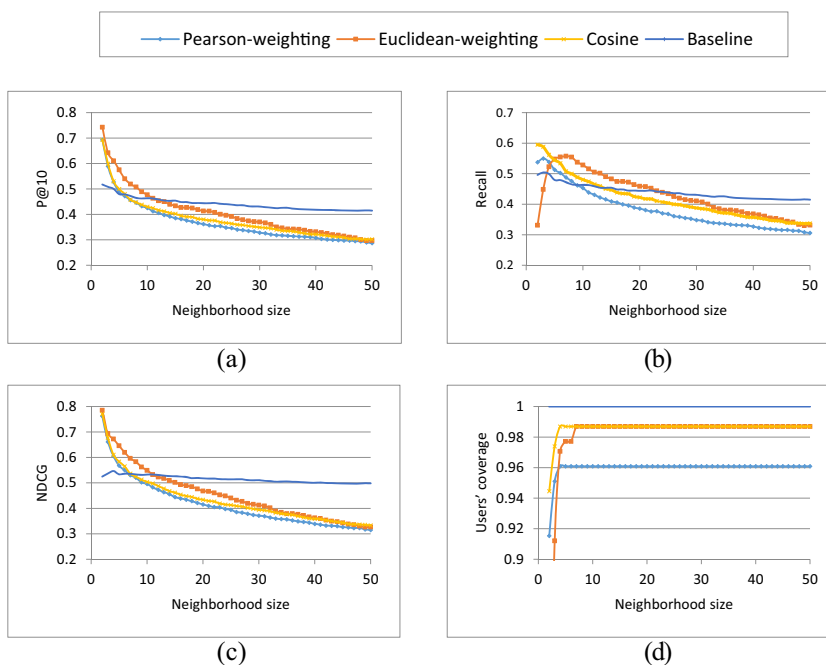 Pearson-weighting Euclidean-weighting Cosine Baseline
0.8
0.7
0.6
0.5
0.4
0.3
0.2
P@10
0 10 20 30 40 50
Neighborhood size
(a)
0.7
0.6
0.5
0.4
0.3
0.2
Recall
0 10 20 30 40 50
Neighborhood size
(b)
0.8
0.7
0.6
0.5
0.4
0.3
0.2
NDCG
0 10 20 30 40 50
Neighborhood size
(c)
1
0.98
0.96
0.94
0.92
0.9
Users' coverage
0 10 20 30 40 50
Neighborhood size
(d)